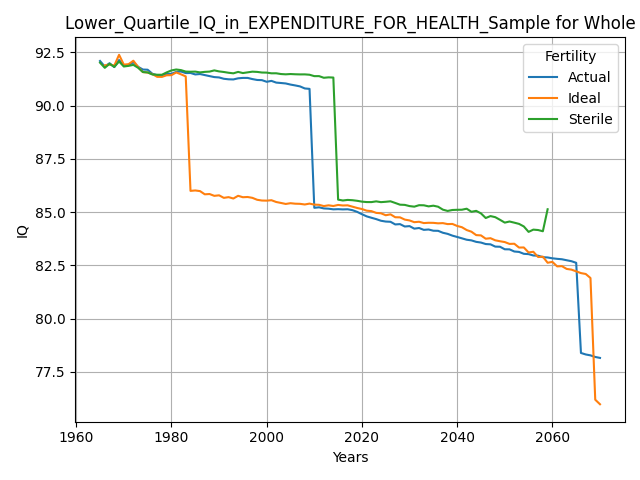 Lower_Quartile_IQ_in_EXPENDITURE_FOR_HEALTH_Sample for Whole
Fertility
Actual
Ideal
Sterile
IQ
92.5
90.0
87.5
85.0
82.5
80.0
77.5
1960 1980 2000 2020 2040 2060
Years